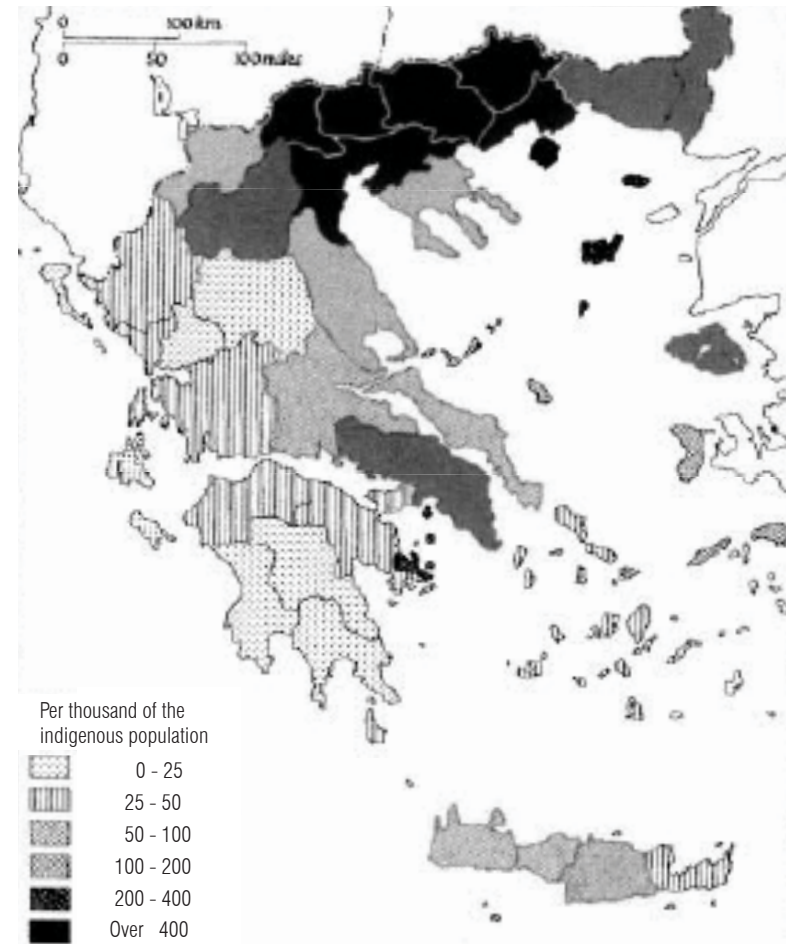 0 100 km
0 50 100 miles
Per thousand of the
indigenous population
0 - 25
25 - 50
50 - 100
100 - 200
200 - 400
Over 400